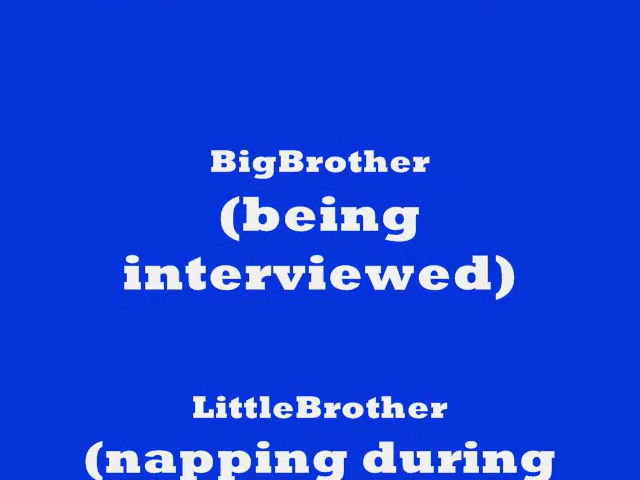 BigBrother
(being
interviewed)
LittleBrother
(napping during